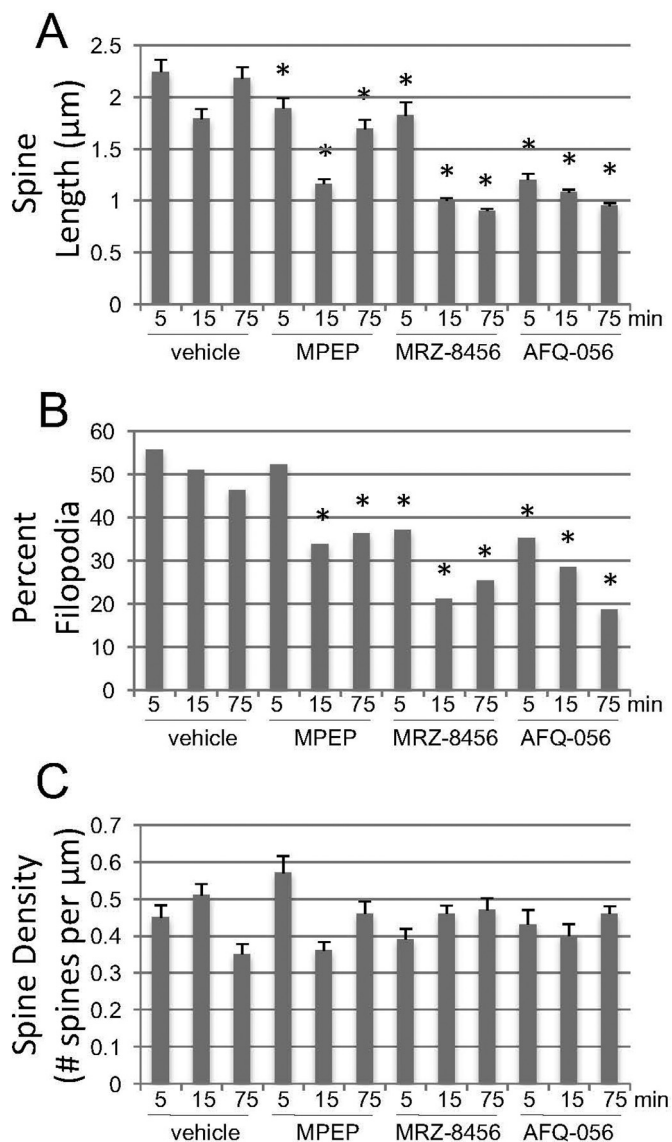 A
Spine
Length (μm)
2.5
2
1.5
1
0.5
0
* * * * * * * * *
5 15 75 5 15 75 5 15 75 5 15 75 min
vehicle MPEP MRZ-8456 AFQ-056
B
Percent
Filopodia
60
50
40
30
20
10
0
* * * * * * * *
5 15 75 5 15 75 5 15 75 5 15 75 min
vehicle MPEP MRZ-8456 AFQ-056
C
Spine Density
(# spines per μm)
0.7
0.6
0.5
0.4
0.3
0.2
0.1
0
5 15 75 5 15 75 5 15 75 5 15 75
vehicle MPEP MRZ-8456 AFQ-056